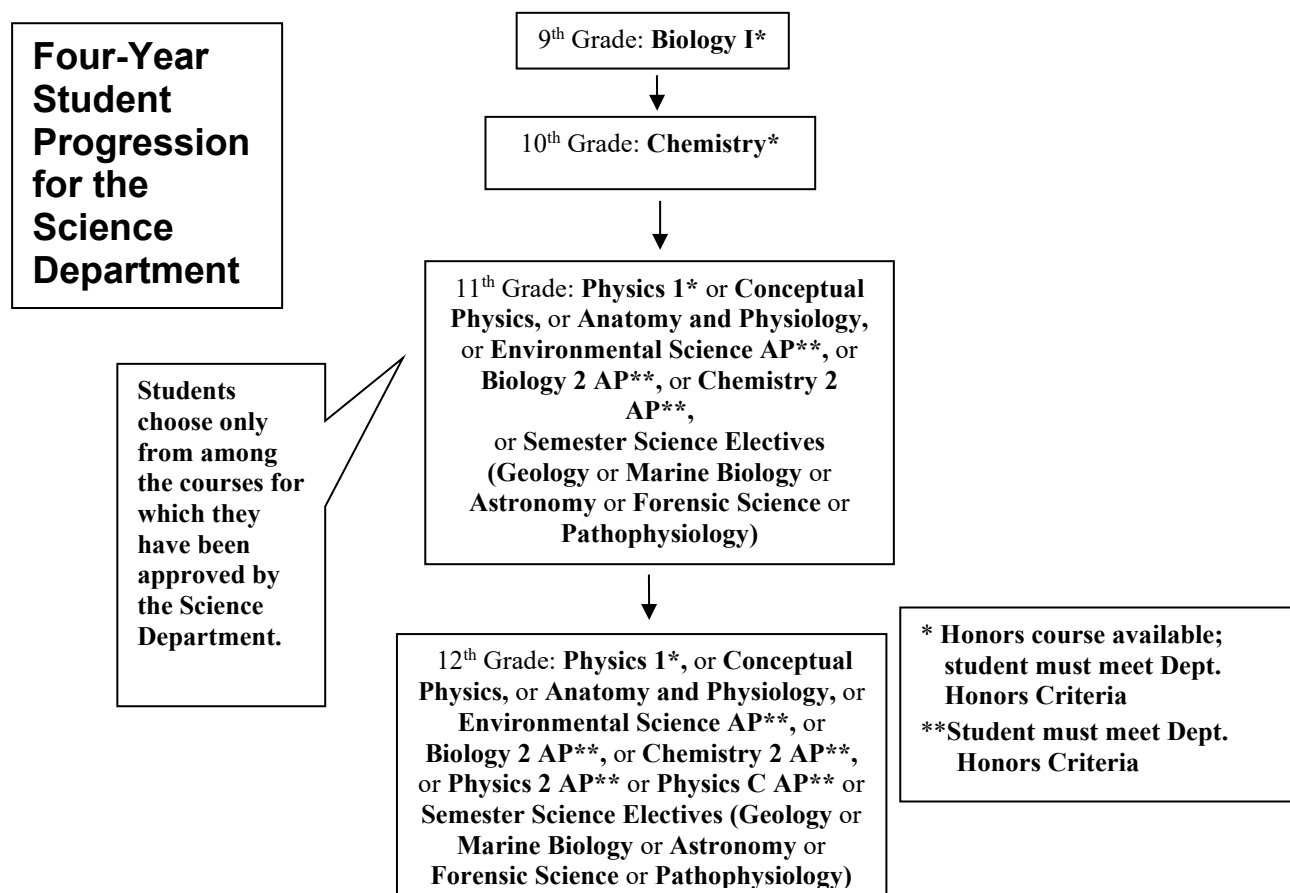 Four-Year
Student
Progression
for the
Science
Department
9th Grade: Biology I*
10th Grade: Chemistry*
11th Grade: Physics 1* or Conceptual
Physics, or Anatomy and Physiology,
or Environmental Science AP**, or
Biology 2 AP**, or Chemistry 2
AP**,
or Semester Science Electives
(Geology or Marine Biology or
Astronomy or Forensic Science or
Pathophysiology)
Students
choose only
from among
the courses for
which they
have been
approved by
the Science
Department.
12th Grade: Physics 1*, or Conceptual
Physics, or Anatomy and Physiology, or
Environmental Science AP**, or
Biology 2 AP**, or Chemistry 2 AP**,
or Physics 2 AP** or Physics C AP** or
Semester Science Electives (Geology or
Marine Biology or Astronomy or
Forensic Science or Pathophysiology)
* Honors course available;
student must meet Dept.
Honors Criteria
**Student must meet Dept.
Honors Criteria